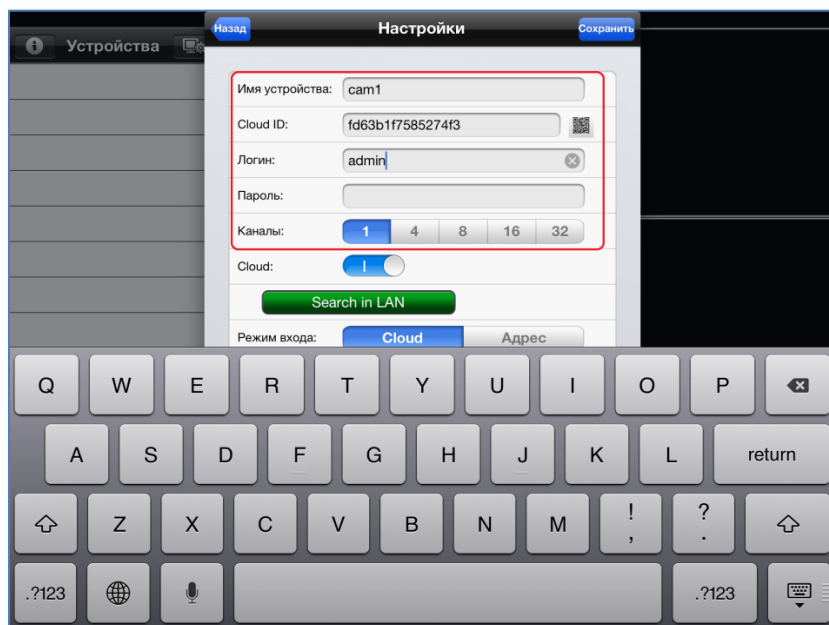 Назад
Настройки
Сохранить
Устройства
Имя устройства: cam1
Cloud ID: fd63b1f7585274f3
Логин: admin
Пароль:
Каналы: 1 4 8 16 32
Cloud:
Search in LAN
Режим входа: Cloud Адрес
Q W E R T Y U I O P
A S D F G H J K L return
Z X C V B N M ! , ? .
.?123 .?123